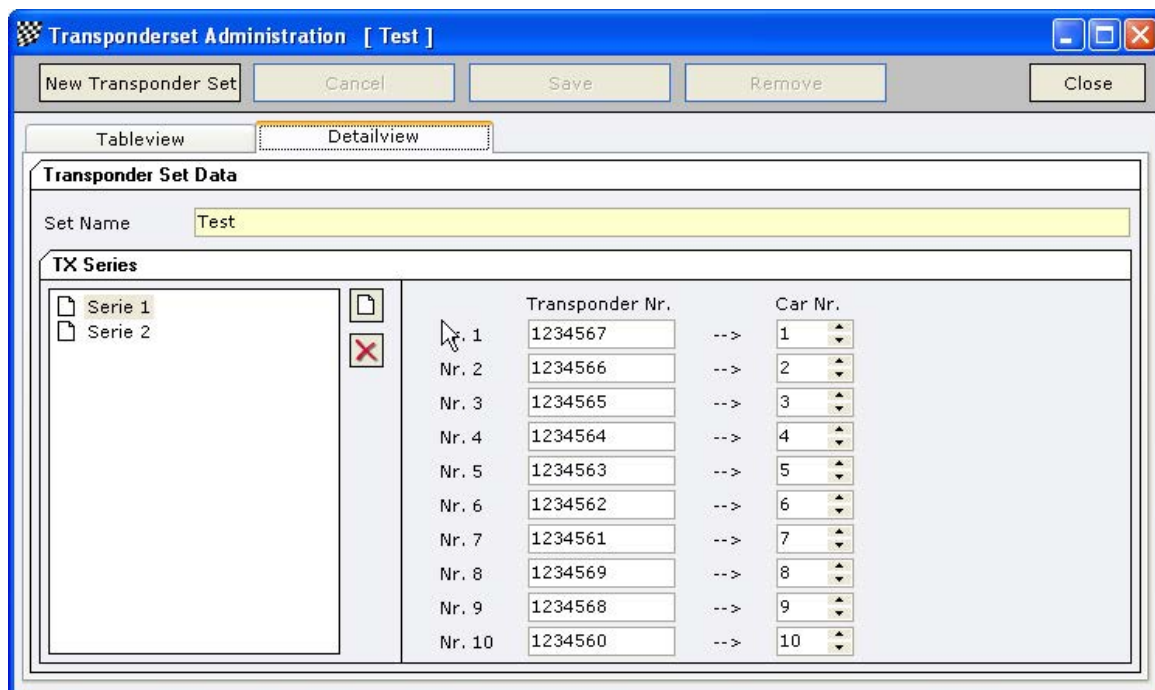 Transponderset Administration [ Test ]
New Transponder Set Cancel Save Remove Close
Tableview Detailview
Transponder Set Data
Set Name Test
TX Series
Serie 1
Serie 2
Transponder Nr. Car Nr.
r. 1 1234567 --> 1
Nr. 2 1234566 --> 2
Nr. 3 1234565 --> 3
Nr. 4 1234564 --> 4
Nr. 5 1234563 --> 5
Nr. 6 1234562 --> 6
Nr. 7 1234561 --> 7
Nr. 8 1234569 --> 8
Nr. 9 1234568 --> 9
Nr. 10 1234560 --> 10